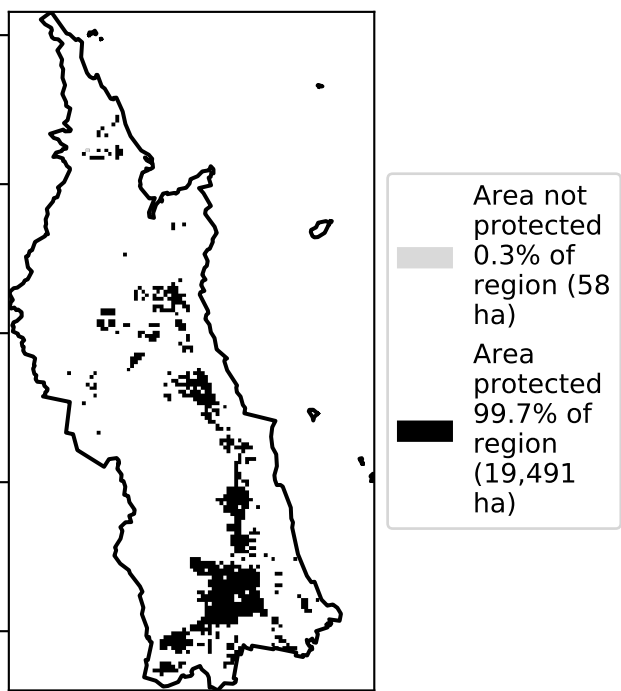 Area not
protected
0.3% of
region (58
ha)
Area
protected
99.7% of
region
(19,491
ha)